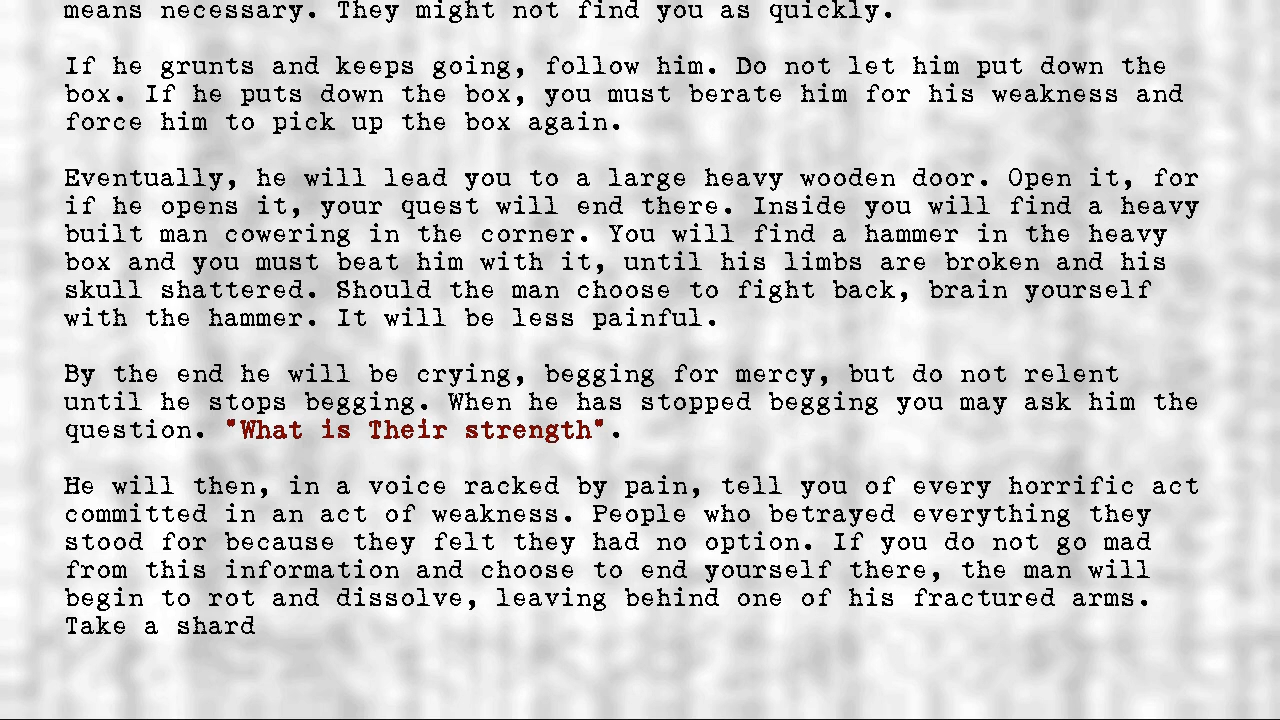 means necessary. They might not find you as quickly.
If he grunts and keeps going, follow him. Do not let him put down the
box. If he puts down the box, you must berate him for his weakness and
force him to pick up the box again.
Eventually, he will lead you to a large heavy wooden door. Open it, for
if he opens it, your quest will end there. Inside you will find a heavy
built man cowering in the corner. You will find a hammer in the heavy
box and you must beat him with it, until his limbs are broken and his
skull shattered. Should the man choose to fight back, brain yourself
with the hammer. It will be less painful.
By the end he will be crying, begging for mercy, but do not relent
until he stops begging. When he has stopped begging you may ask him the
question. "What is Their strength".
He will then, in a voice racked by pain, tell you of every horrific act
committed in an act of weakness. People who betrayed everything they
stood for because they felt they had no option. If you do not go mad
from this information and choose to end yourself there, the man will
begin to rot and dissolve, leaving behind one of his fractured arms.
Take a shard